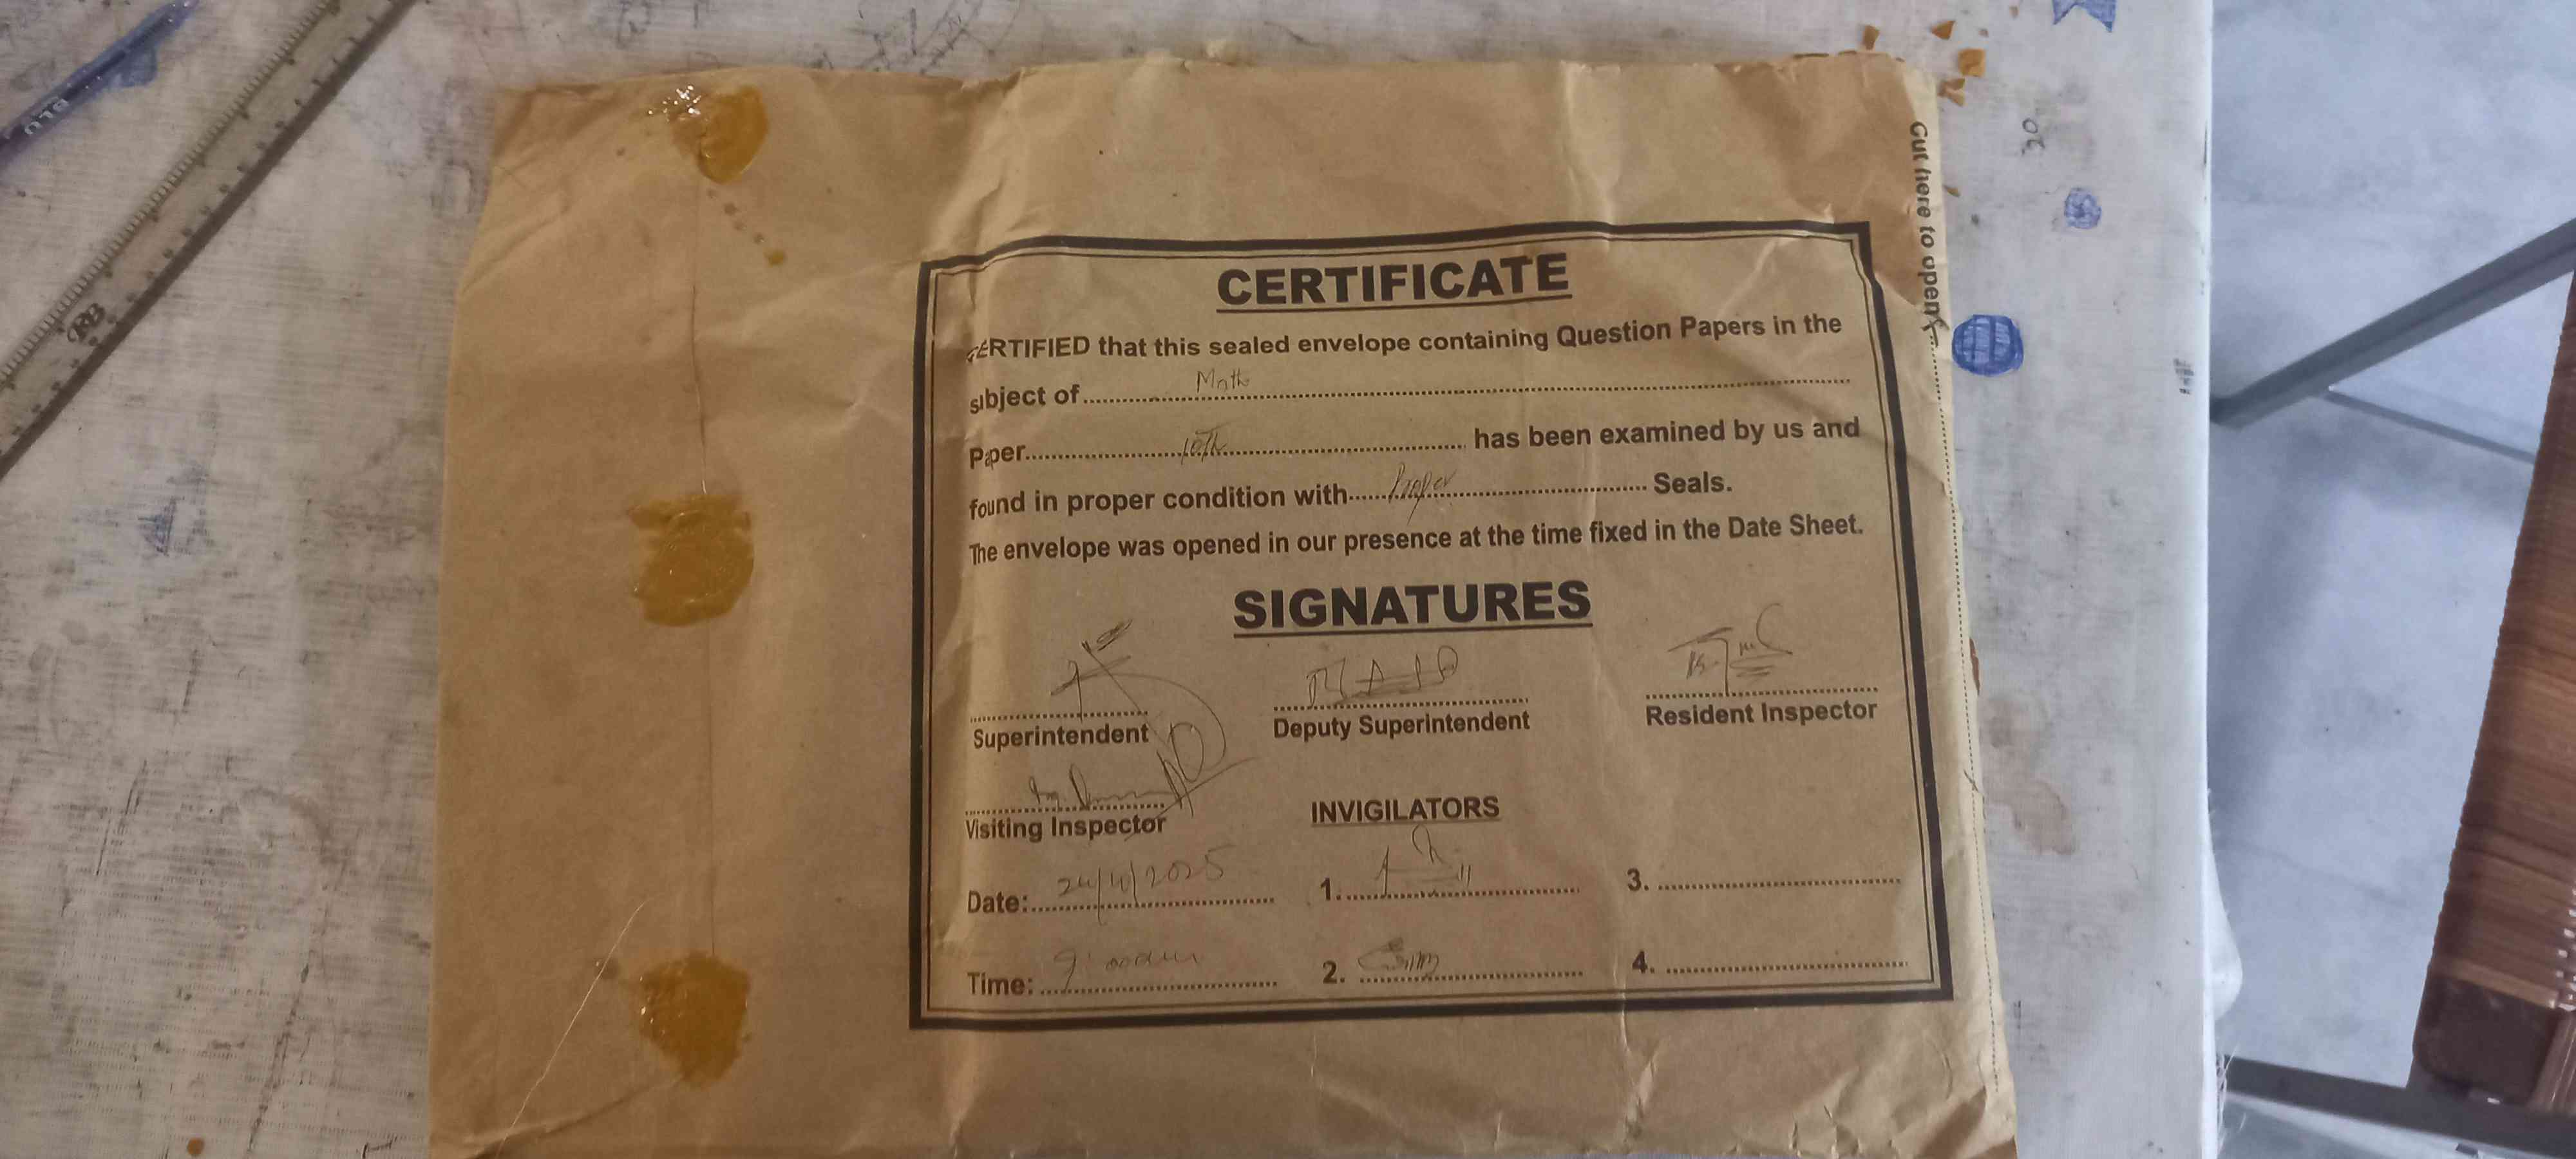 Cut here to open
CERTIFICATE
CERTIFIED that this sealed envelope containing Question Papers in the
subject of Math
Paper 10th has been examined by us and
found in proper condition with Proper Seals.
The envelope was opened in our presence at the time fixed in the Date Sheet.
SIGNATURES
Superintendent
Deputy Superintendent
Resident Inspector
Visiting Inspector
INVIGILATORS
Date: 24/4/2025
1.
3.
Time:
2.
4.
20